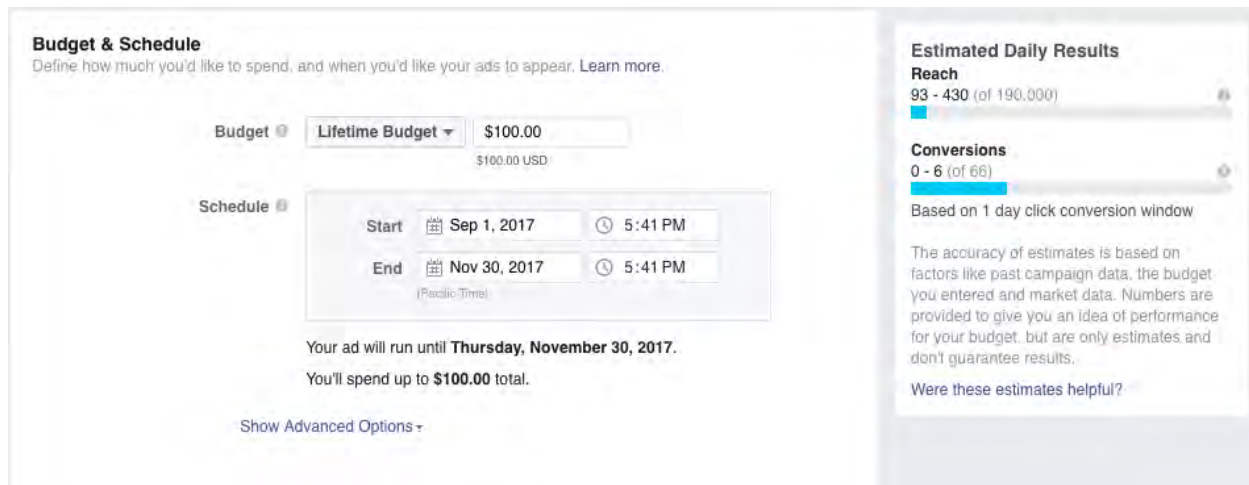 Budget & Schedule
Define how much you'd like to spend, and when you'd like your ads to appear. Learn more.
Budget
Lifetime Budget
$100.00
$100.00 USD
Schedule
Start
Sep 1, 2017
5:41 PM
End
Nov 30, 2017
5:41 PM
(Pacific Time)
Your ad will run until Thursday, November 30, 2017.
You'll spend up to $100.00 total.
Show Advanced Options
Estimated Daily Results
Reach
93 - 430 (of 190,000)
Conversions
0 - 6 (of 66)
Based on 1 day click conversion window
The accuracy of estimates is based on
factors like past campaign data, the budget
you entered and market data. Numbers are
provided to give you an idea of performance
for your budget, but are only estimates and
don't guarantee results.
Were these estimates helpful?